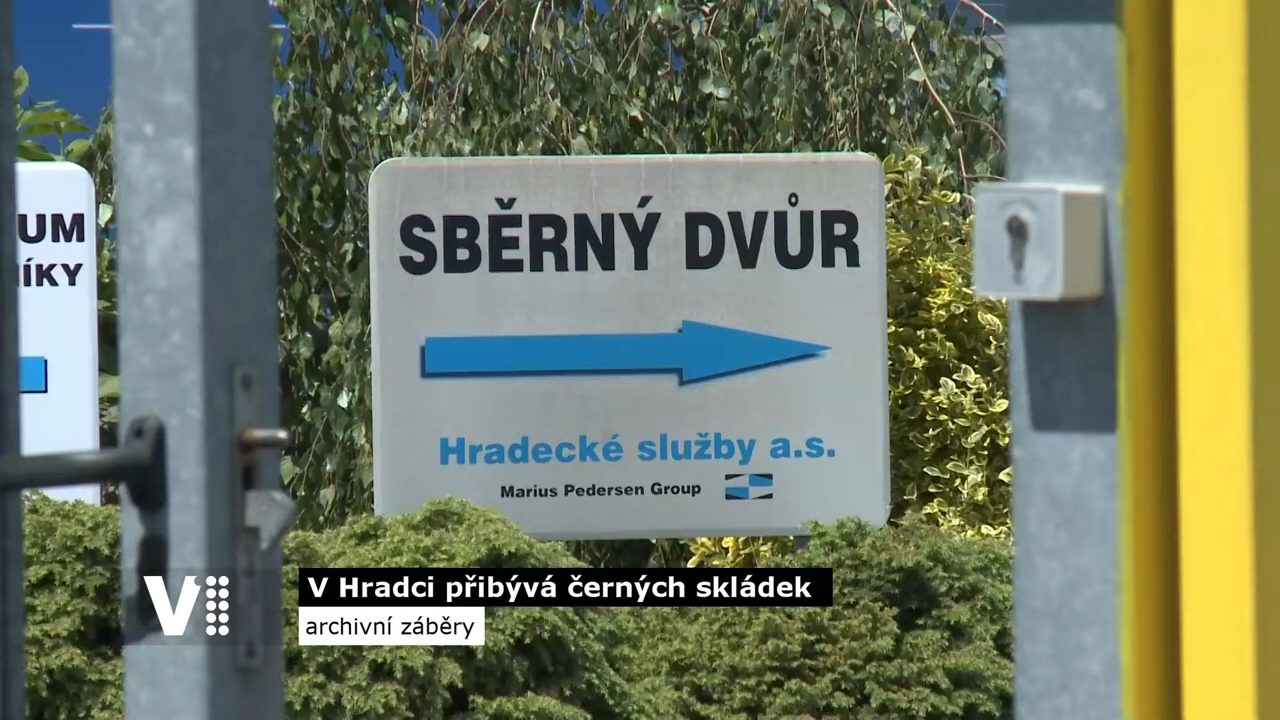 UM
ÍKY
SBĚRNÝ DVŮR
Hradecké služby a.s.
Marius Pedersen Group
V
V Hradci přibývá černých skládek
archivní záběry